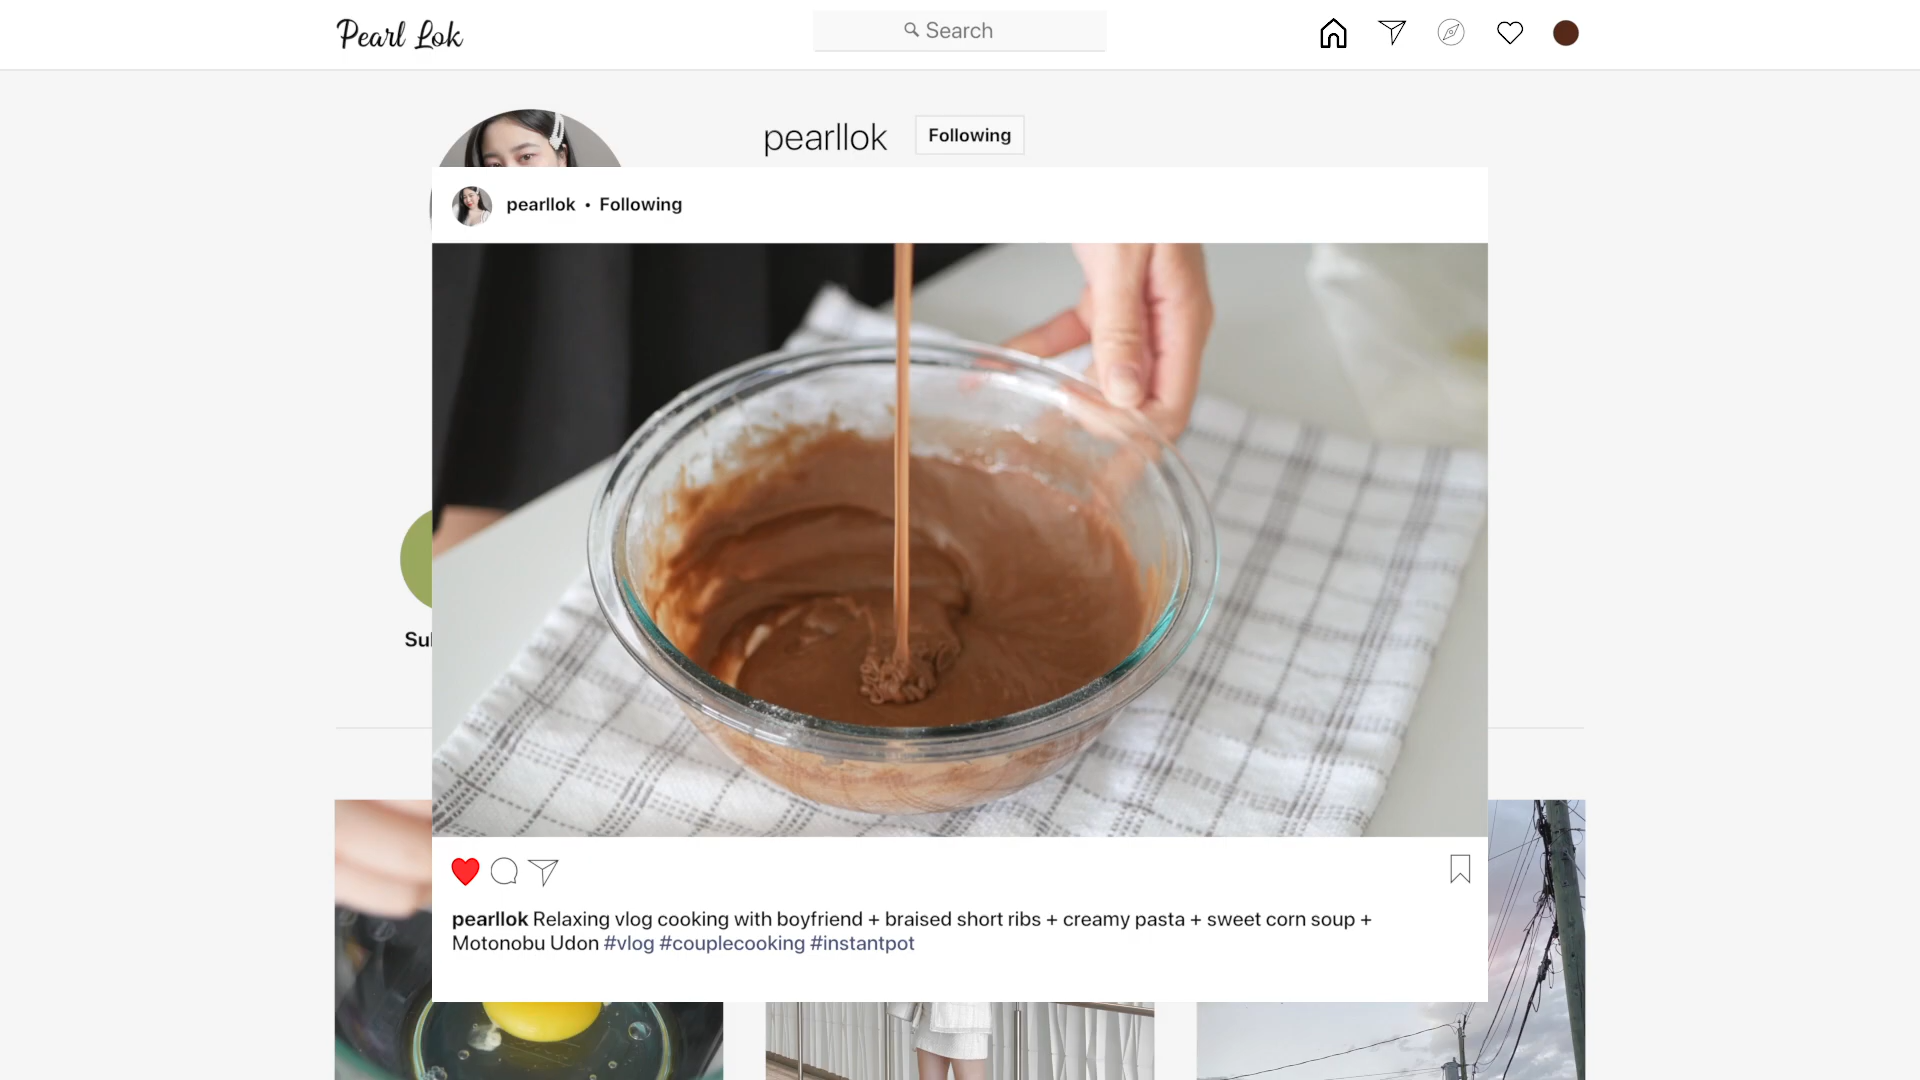 Pearl Lok
Search
pearllok
Following
pearllok • Following
pearllok Relaxing vlog cooking with boyfriend + braised short ribs + creamy pasta + sweet corn soup +
Motonobu Udon #vlog #couplecooking #instantpot